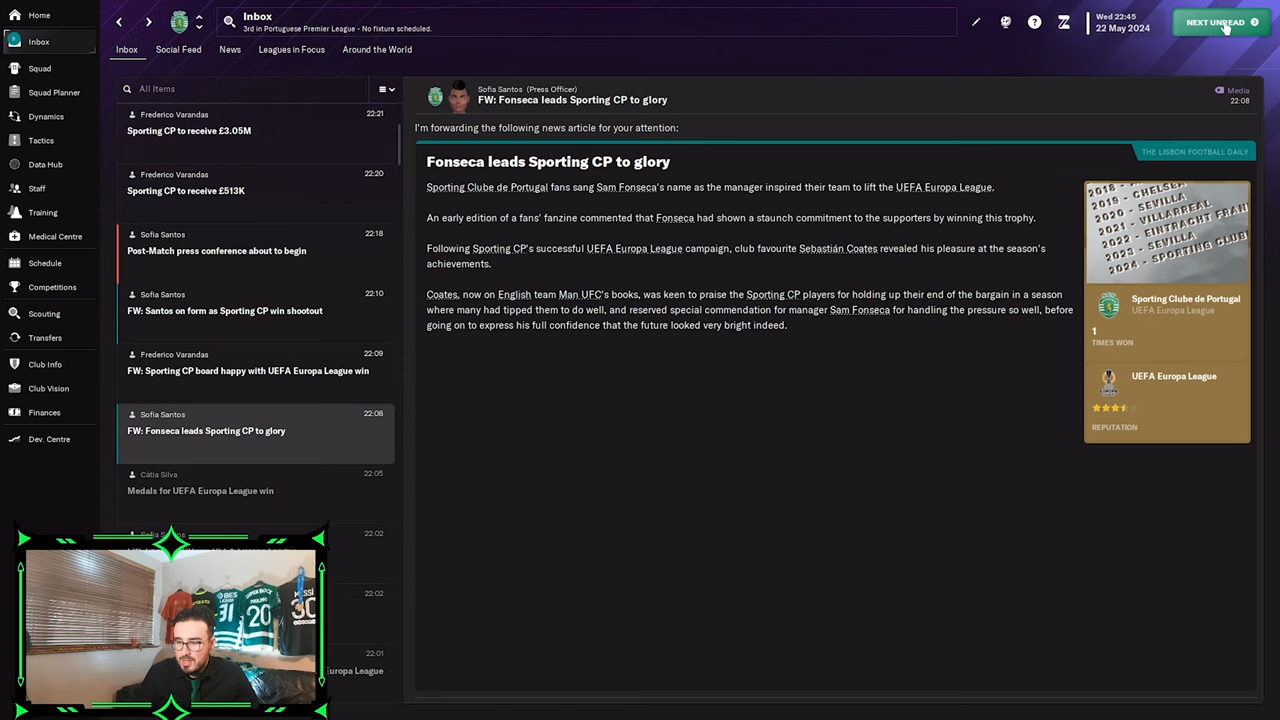 Home
Inbox
Squad
Squad Planner
Dynamics
Tactics
Data Hub
Staff
Training
Medical Centre
Schedule
Competitions
Scouting
Transfers
Club Info
Club Vision
Finances
Dev. Centre
Inbox
3rd in Portuguese Premier League - No fixture scheduled.
Wed 22:45
22 May 2024
NEXT UNREAD
Inbox
Social Feed
News
Leagues in Focus
Around the World
All Items
Frederico Varandas 22:21
Sporting CP to receive £3.05M
Frederico Varandas 22:20
Sporting CP to receive £513K
Sofia Santos 22:18
Post-Match press conference about to begin
Sofia Santos 22:10
FW: Santos on form as Sporting CP win shootout
Frederico Varandas 22:09
FW: Sporting CP board happy with UEFA Europa League win
Sofia Santos 22:08
FW: Fonseca leads Sporting CP to glory
Cátia Silva 22:05
Medals for UEFA Europa League win
22:02
22:02
22:01
Europa League
Sofia Santos (Press Officer)
FW: Fonseca leads Sporting CP to glory
Media
22:08
I'm forwarding the following news article for your attention:
THE LISBON FOOTBALL DAILY
Fonseca leads Sporting CP to glory
Sporting Clube de Portugal fans sang Sam Fonseca's name as the manager inspired their team to lift the UEFA Europa League.
An early edition of a fans' fanzine commented that Fonseca had shown a staunch commitment to the supporters by winning this trophy.
Following Sporting CP's successful UEFA Europa League campaign, club favourite Sebastián Coates revealed his pleasure at the season's
achievements.
Coates, now on English team Man UFC's books, was keen to praise the Sporting CP players for holding up their end of the bargain in a season
where many had tipped them to do well, and reserved special commendation for manager Sam Fonseca for handling the pressure so well, before
going on to express his full confidence that the future looked very bright indeed.
2018 - CHELSEA
2019 - SEVILLA
2020 - SEVILLA
2021 - VILLARREAL
2022 - EINTRACHT FRAN
2023 - SEVILLA
2024 - SPORTING CLUB
Sporting Clube de Portugal
UEFA Europa League
1
TIMES WON
UEFA Europa League
REPUTATION
BES
31
SUPER BOCK
20
MESSI
30